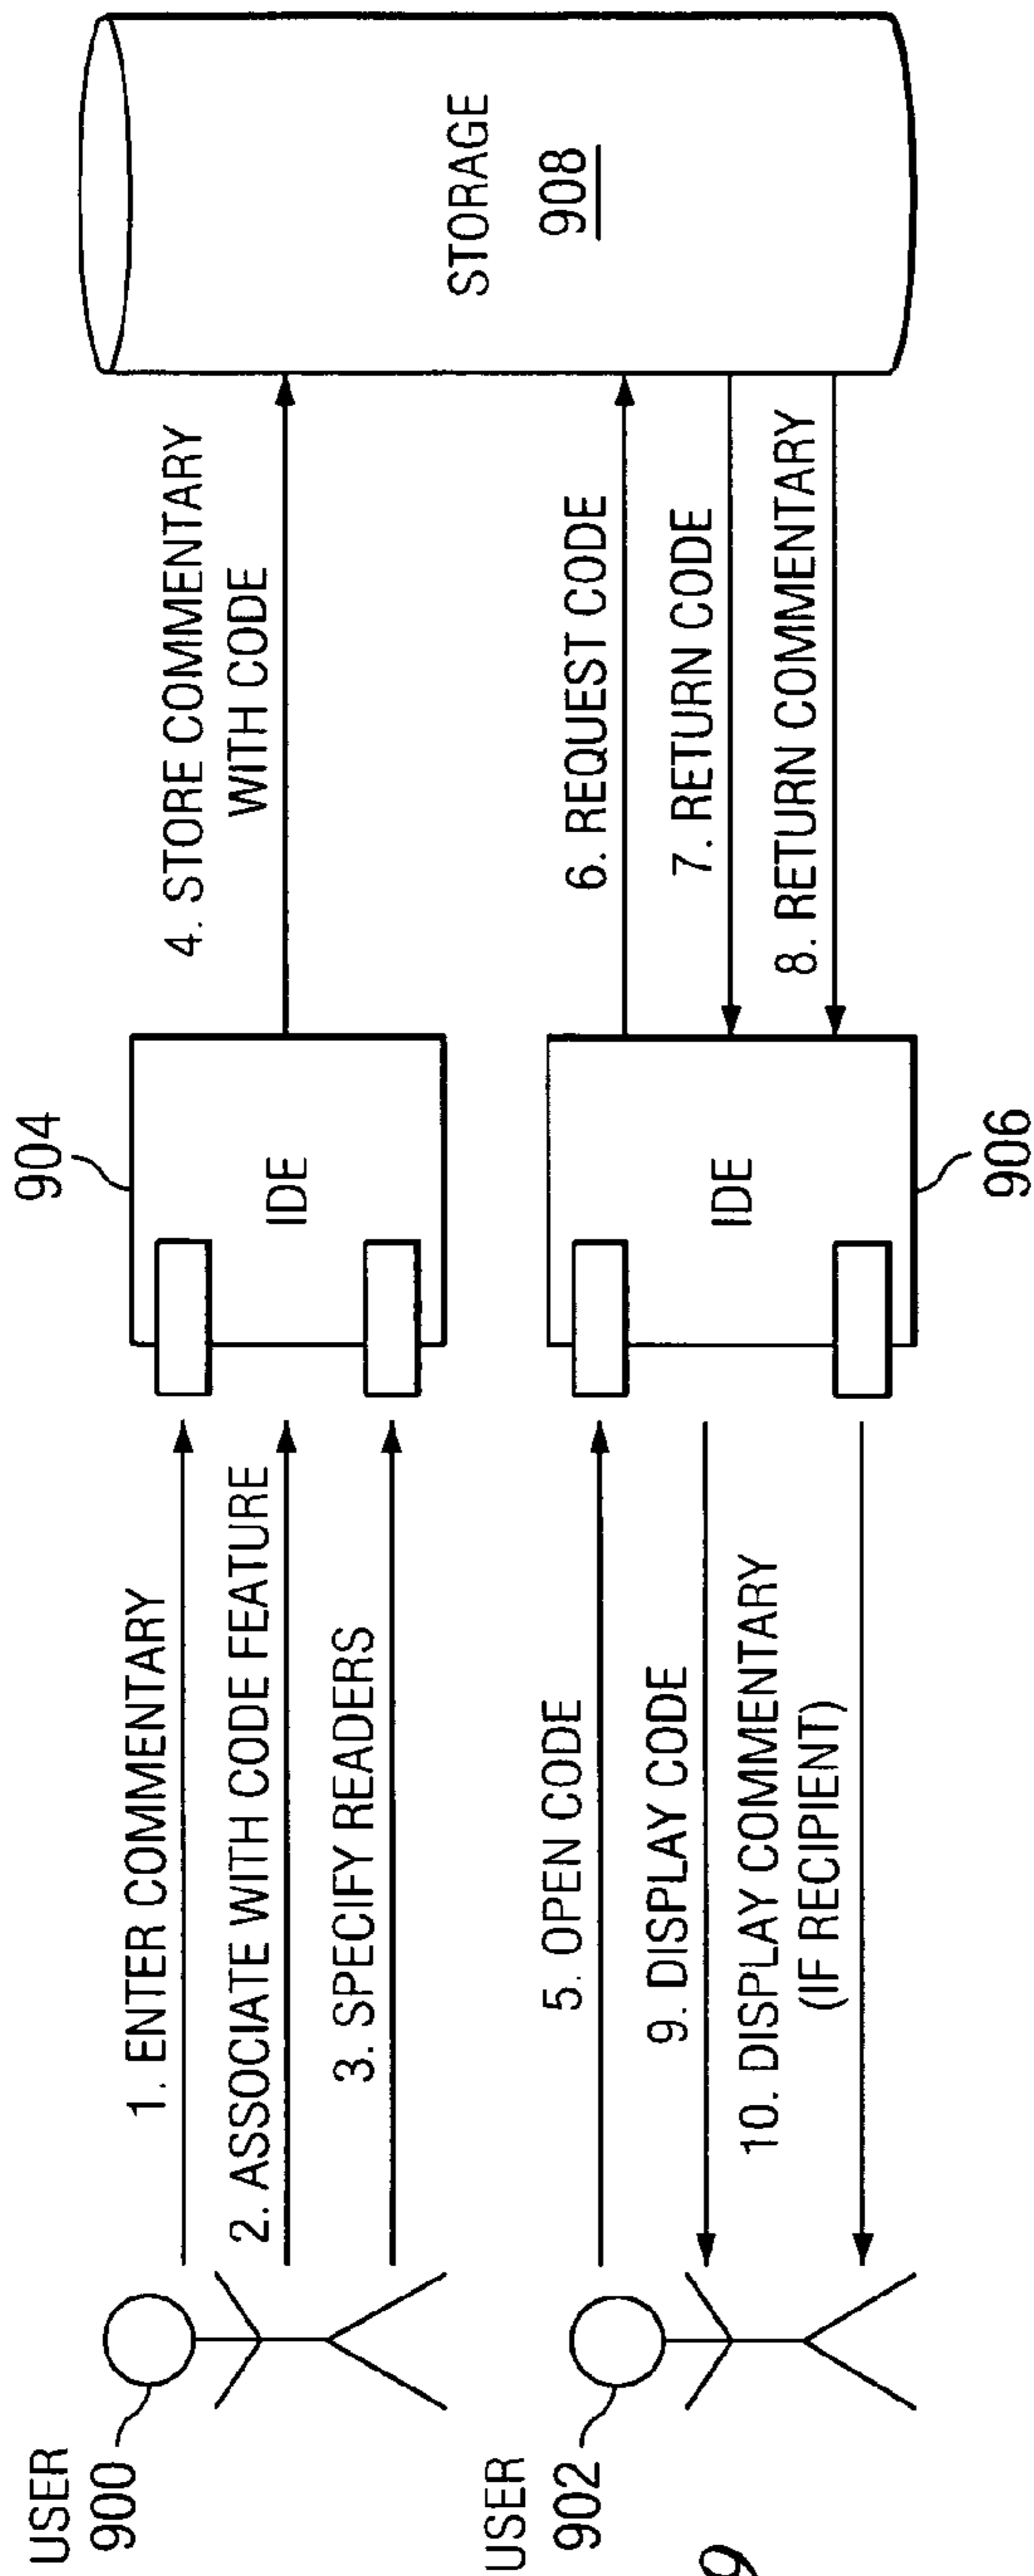 USER
900
1. ENTER COMMENTARY
2. ASSOCIATE WITH CODE FEATURE
3. SPECIFY READERS
904
IDE
4. STORE COMMENTARY
WITH CODE
STORAGE
908
USER
902
5. OPEN CODE
9. DISPLAY CODE
10. DISPLAY COMMENTARY
(IF RECIPIENT)
IDE
906
6. REQUEST CODE
7. RETURN CODE
8. RETURN COMMENTARY
9